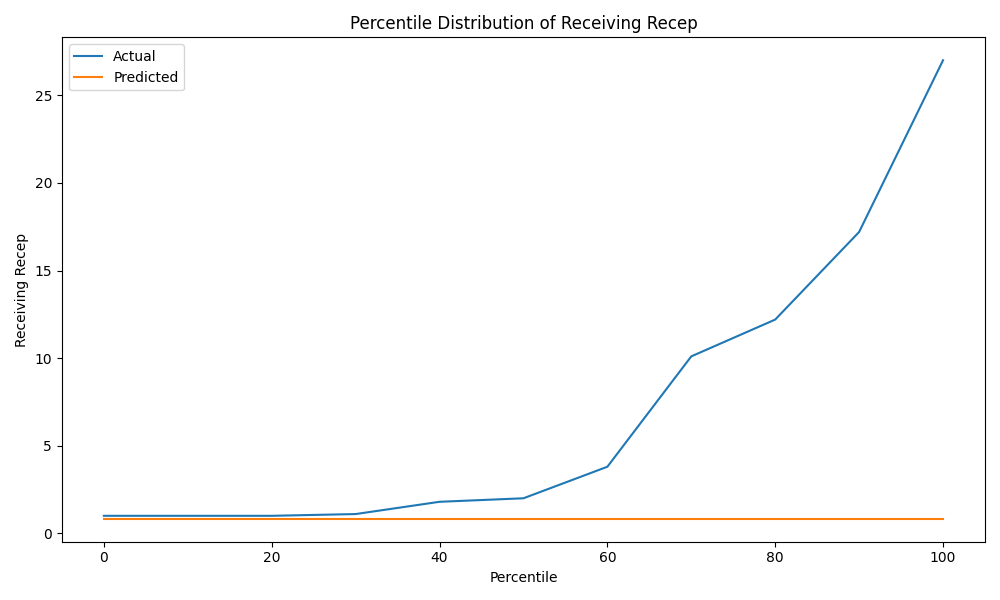 Percentile Distribution of Receiving Recep
Actual
Predicted
Receiving Recep
25
20
15
10
5
0
0 20 40 60 80 100
Percentile